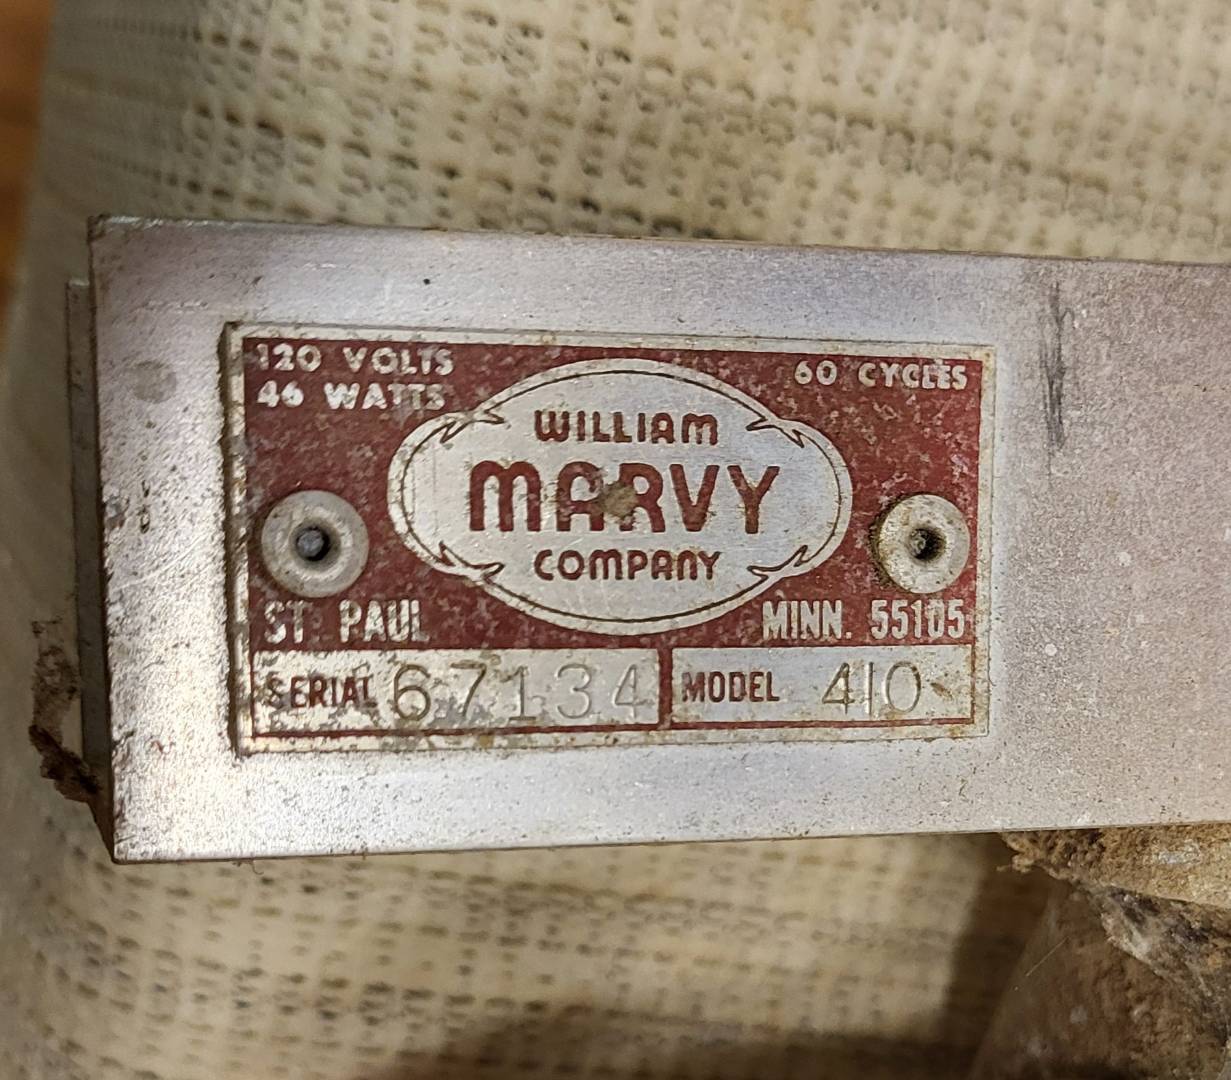 120 VOLTS
46 WATTS
60 CYCLES
WILLIAM
MARVY
COMPANY
ST. PAUL
MINN. 55105
SERIAL 67134
MODEL 410